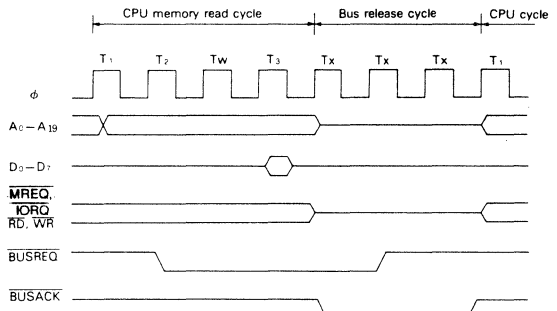 CPU memory read cycle Bus release cycle CPU cycle
T1 T2 TW T3 TX TX TX T1
ϕ
A0–A19
D0–D7
MREQ,
IORQ
RD, WR
BUSREQ
BUSACK